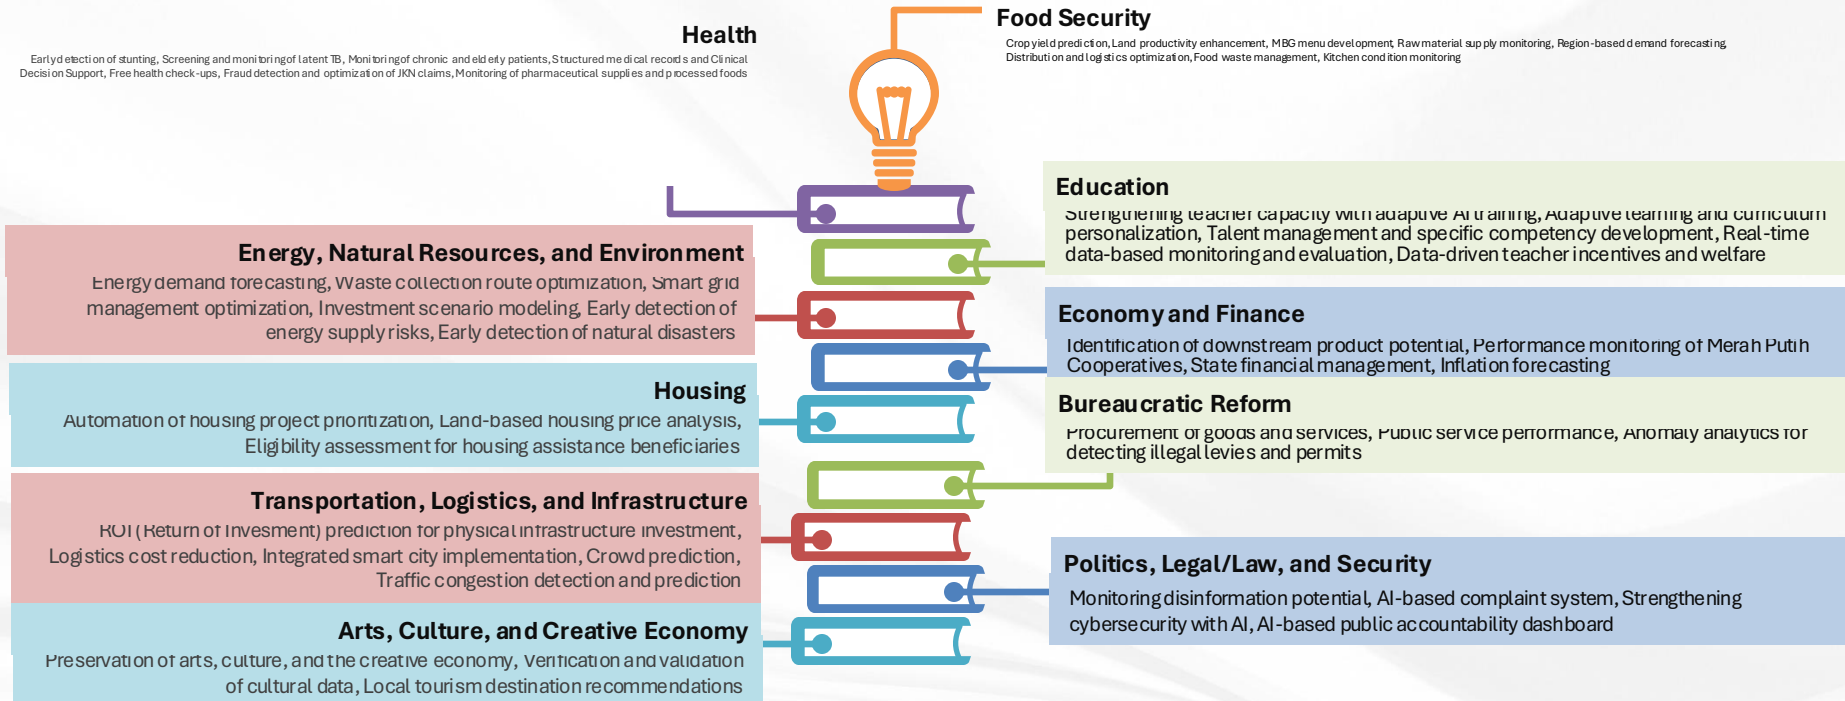 Health
Early detection of stunting, Screening and monitoring of latent TB, Monitoring of chronic and elderly patients, Structured medical records and Clinical
Decision Support, Free health check-ups, Fraud detection and optimization of JKN claims, Monitoring of pharmaceutical supplies and processed foods
Food Security
Crop yield prediction, Land productivity enhancement, MBG menu development, Raw material supply monitoring, Region-based demand forecasting,
Distribution and logistics optimization, Food waste management, Kitchen condition monitoring
Education
Strengthening teacher capacity with adaptive AI training, Adaptive learning and curriculum
personalization, Talent management and specific competency development, Real-time
data-based monitoring and evaluation, Data-driven teacher incentives and welfare
Energy, Natural Resources, and Environment
Energy demand forecasting, Waste collection route optimization, Smart grid
management optimization, Investment scenario modeling, Early detection of
energy supply risks, Early detection of natural disasters
Economy and Finance
Identification of downstream product potential, Performance monitoring of Merah Putih
Cooperatives, State financial management, Inflation forecasting
Housing
Automation of housing project prioritization, Land-based housing price analysis,
Eligibility assessment for housing assistance beneficiaries
Bureaucratic Reform
Procurement of goods and services, Public service performance, Anomaly analytics for
detecting illegal levies and permits
Transportation, Logistics, and Infrastructure
ROI (Return of Invesment) prediction for physical infrastructure investment,
Logistics cost reduction, Integrated smart city implementation, Crowd prediction,
Traffic congestion detection and prediction
Politics, Legal/Law, and Security
Monitoring disinformation potential, AI-based complaint system, Strengthening
cybersecurity with AI, AI-based public accountability dashboard
Arts, Culture, and Creative Economy
Preservation of arts, culture, and the creative economy, Verification and validation
of cultural data, Local tourism destination recommendations